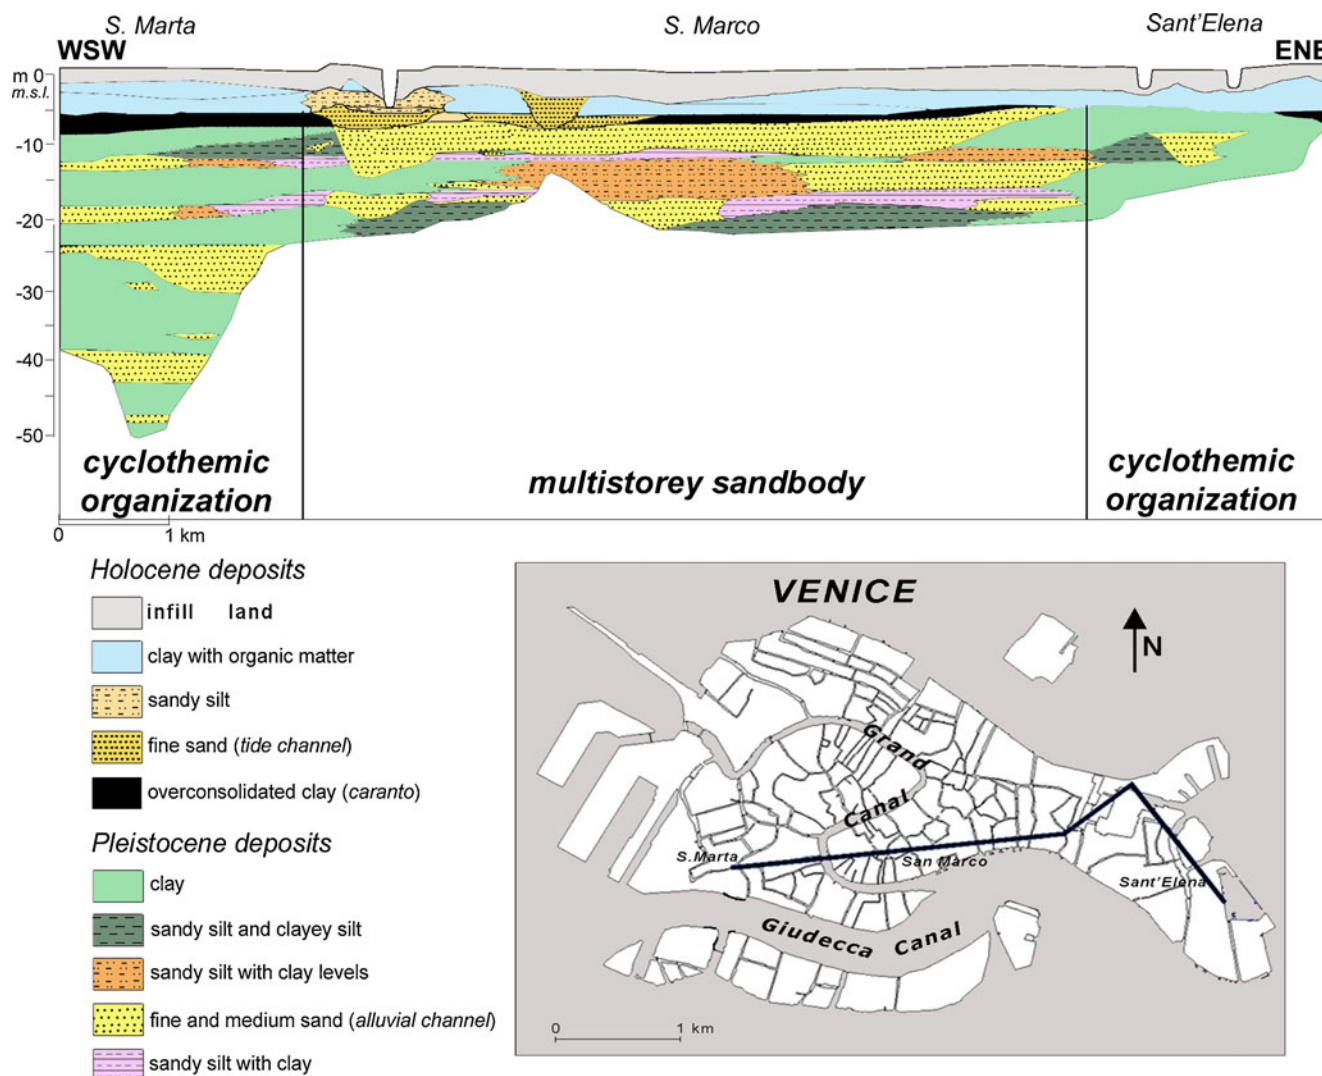 S. Marta
S. Marco
Sant'Elena
WSW
ENE
m 0
m.s.l.
-10
-20
-30
-40
-50
cyclothemic
organization
multistorey sandbody
cyclothemic
organization
0
1 km
Holocene deposits
infill land
clay with organic matter
sandy silt
fine sand (tide channel)
overconsolidated clay (caranto)
Pleistocene deposits
clay
sandy silt and clayey silt
sandy silt with clay levels
fine and medium sand (alluvial channel)
sandy silt with clay
VENICE
N
Grand
Canal
S.Marta
San Marco
Sant'Elena
Giudecca Canal
0
1 km